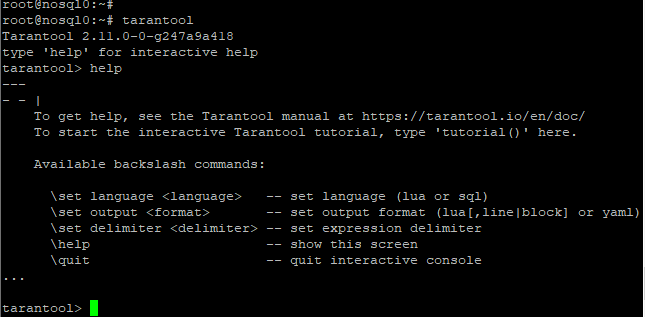 root@nosql0:~#
root@nosql0:~# tarantool
Tarantool 2.11.0-0-g247a9a418
type 'help' for interactive help
tarantool> help
---
- - |
    To get help, see the Tarantool manual at https://tarantool.io/en/doc/
    To start the interactive Tarantool tutorial, type 'tutorial()' here.

    Available backslash commands:

      \set language <language>   -- set language (lua or sql)
      \set output <format>       -- set output format (lua[,line|block] or yaml)
      \set delimiter <delimiter> -- set expression delimiter
      \help                      -- show this screen
      \quit                      -- quit interactive console
...

tarantool>